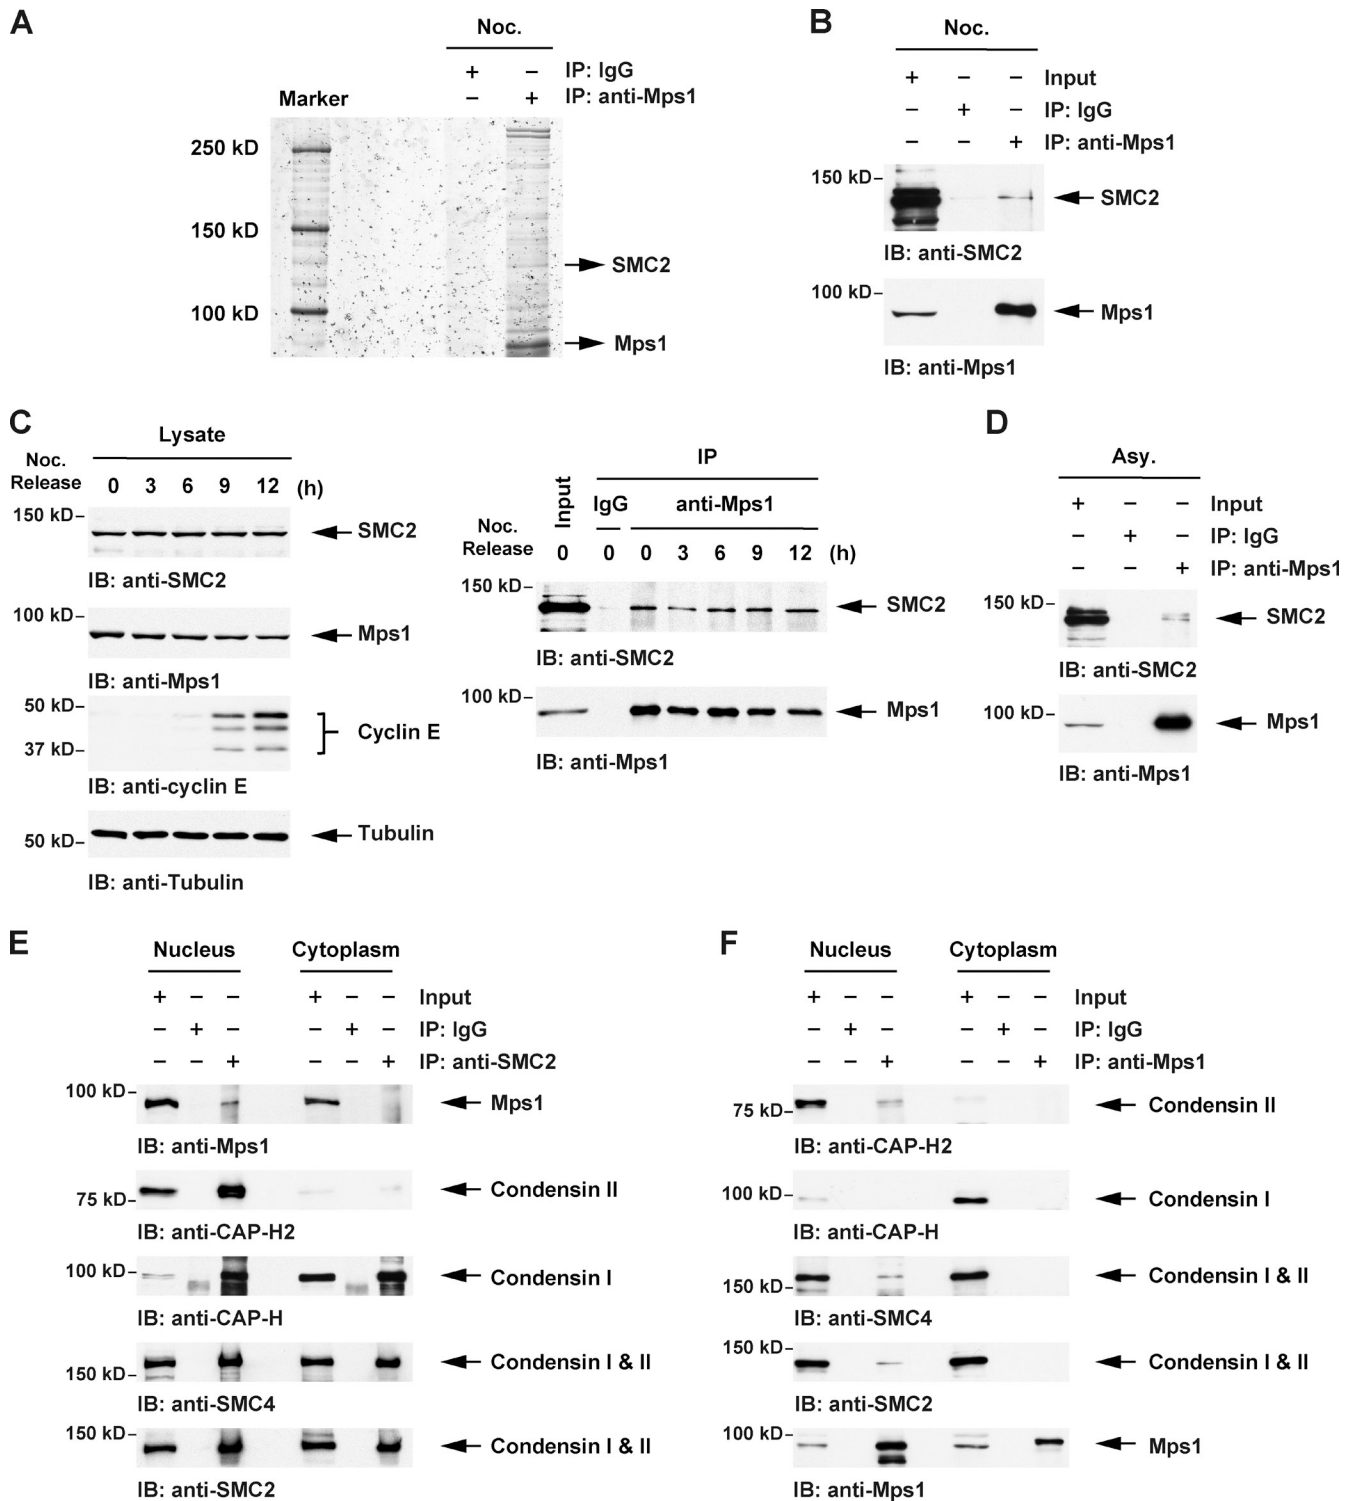 A
Noc.
+ – IP: IgG
– + IP: anti-Mps1
Marker
250 kD
150 kD
100 kD
SMC2
Mps1
B
Noc.
+ – – Input
– + – IP: IgG
– – + IP: anti-Mps1
150 kD–
SMC2
IB: anti-SMC2
100 kD–
Mps1
IB: anti-Mps1
C
Lysate
Noc.
Release
0 3 6 9 12 (h)
150 kD–
SMC2
IB: anti-SMC2
100 kD–
Mps1
IB: anti-Mps1
50 kD–
37 kD–
Cyclin E
IB: anti-cyclin E
50 kD–
Tubulin
IB: anti-Tubulin
IP
Input
IgG anti-Mps1
Noc.
Release
0 0 0 3 6 9 12 (h)
150 kD–
SMC2
IB: anti-SMC2
100 kD–
Mps1
IB: anti-Mps1
D
Asy.
+ – – Input
– + – IP: IgG
– – + IP: anti-Mps1
150 kD–
SMC2
IB: anti-SMC2
100 kD–
Mps1
IB: anti-Mps1
E
Nucleus Cytoplasm
+ – – + – – Input
– + – – + – IP: IgG
– – + – – + IP: anti-SMC2
100 kD–
Mps1
IB: anti-Mps1
75 kD–
Condensin II
IB: anti-CAP-H2
100 kD–
Condensin I
IB: anti-CAP-H
150 kD–
Condensin I & II
IB: anti-SMC4
150 kD–
Condensin I & II
IB: anti-SMC2
F
Nucleus Cytoplasm
+ – – + – – Input
– + – – + – IP: IgG
– – + – – + IP: anti-Mps1
75 kD–
Condensin II
IB: anti-CAP-H2
100 kD–
Condensin I
IB: anti-CAP-H
150 kD–
Condensin I & II
IB: anti-SMC4
150 kD–
Condensin I & II
IB: anti-SMC2
100 kD–
Mps1
IB: anti-Mps1